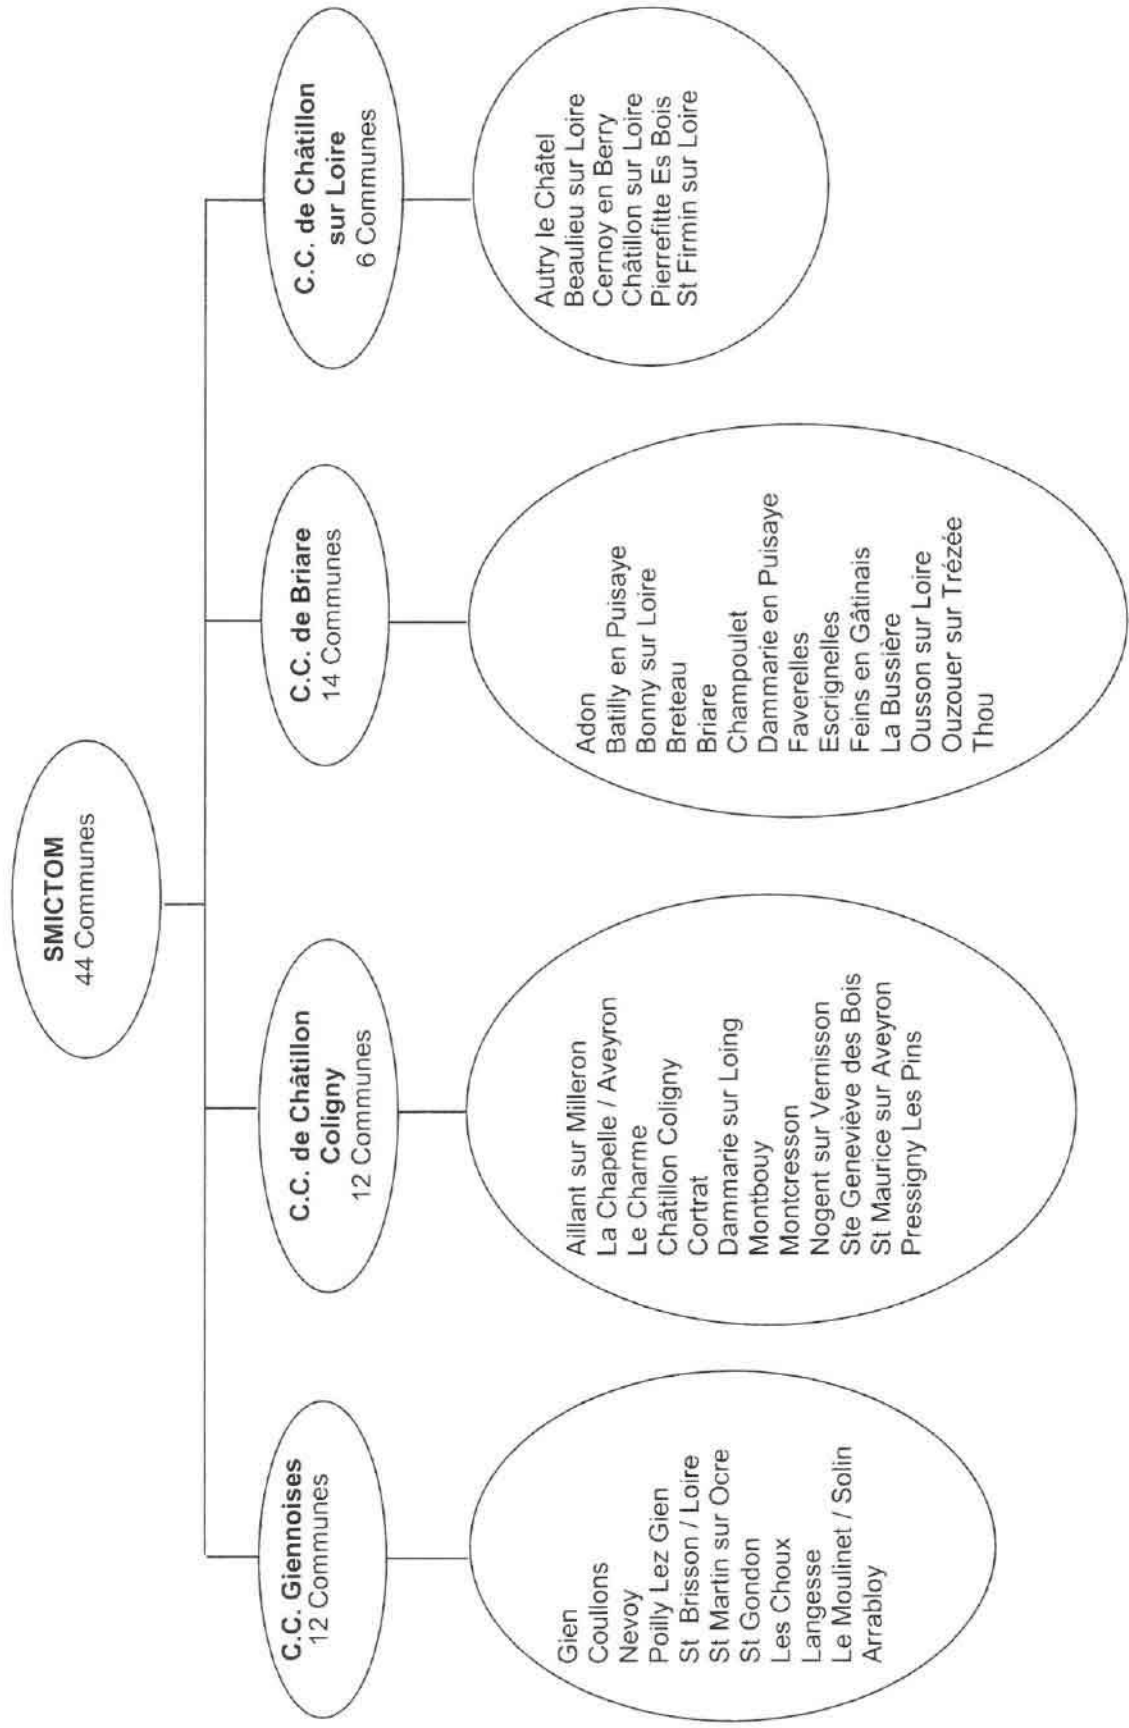 SMICTOM
44 Communes
C.C. Giennoises
12 Communes
Gien
Coullons
Nevoy
Poilly Lez Gien
St Brisson / Loire
St Martin sur Ocre
St Gondon
Les Choux
Langesse
Le Moulinet / Solin
Arrabloy
C.C. de Châtillon
Coligny
12 Communes
Aillant sur Milleron
La Chapelle / Aveyron
Le Charme
Châtillon Coligny
Cortrat
Dammarie sur Loing
Montbouy
Montcresson
Nogent sur Vernisson
Ste Geneviève des Bois
St Maurice sur Aveyron
Pressigny Les Pins
C.C. de Briare
14 Communes
Adon
Batilly en Puisaye
Bonny sur Loire
Breteau
Briare
Champoulet
Dammarie en Puisaye
Faverelles
Escrignelles
Feins en Gâtinais
La Bussière
Ousson sur Loire
Ouzouer sur Trézée
Thou
C.C. de Châtillon
sur Loire
6 Communes
Autry le Châtel
Beaulieu sur Loire
Cernoy en Berry
Châtillon sur Loire
Pierrefitte Es Bois
St Firmin sur Loire